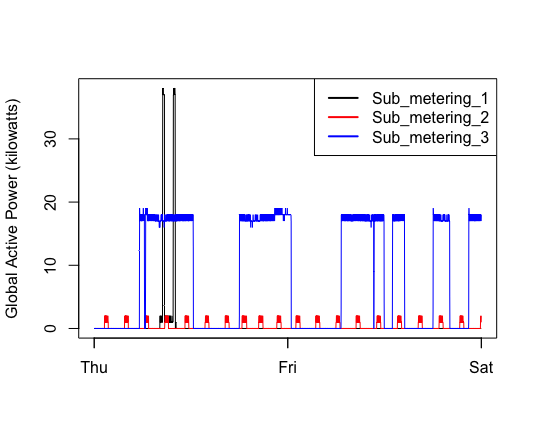 Sub_metering_1
Sub_metering_2
Sub_metering_3
Global Active Power (kilowatts)
30
20
10
0
Thu Fri Sat